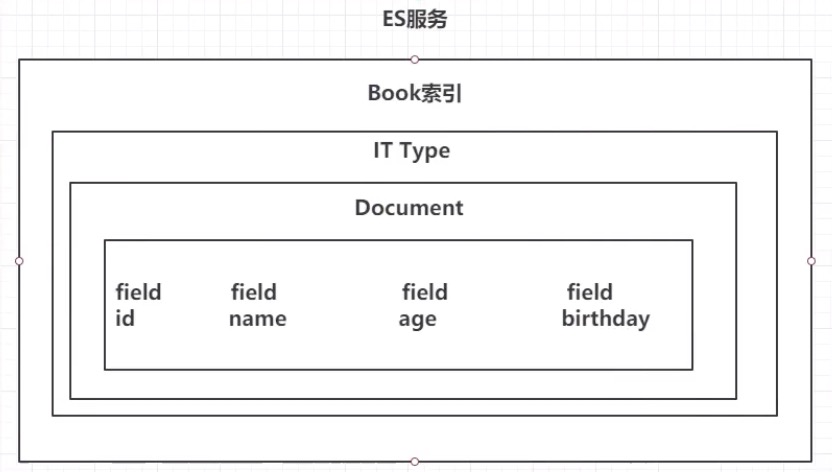 ES服务
Book索引
IT Type
Document
field field field field
id name age birthday